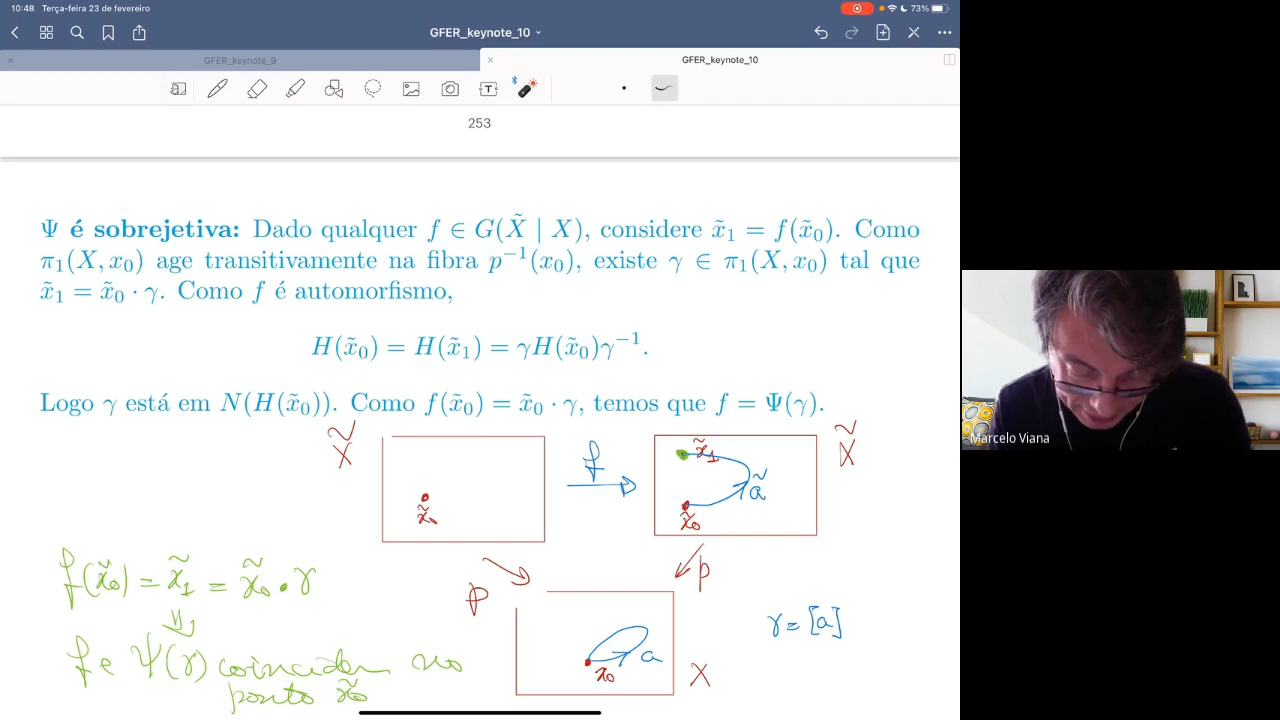 10:48 Terça-feira 23 de fevereiro
73%
GFER_keynote_10
GFER_keynote_9
GFER_keynote_10
T
253
Ψ é sobrejetiva: Dado qualquer f ∈ G(X̃ | X), considere x̃₁ = f(x̃₀). Como
π₁(X, x₀) age transitivamente na fibra p⁻¹(x₀), existe γ ∈ π₁(X, x₀) tal que
x̃₁ = x̃₀ · γ. Como f é automorfismo,
H(x̃₀) = H(x̃₁) = γH(x̃₀)γ⁻¹.
Logo γ está em N(H(x̃₀)). Como f(x̃₀) = x̃₀ · γ, temos que f = Ψ(γ).
X̃
f
x̃₁
ã
x̃₀
X̃
x̃₀
f(x̃₀) = x̃₁ = x̃₀ · γ
⇓
f e Ψ(γ) coincidem no
ponto x̃₀
p
p
a
x₀
X
γ = [a]
Marcelo Viana